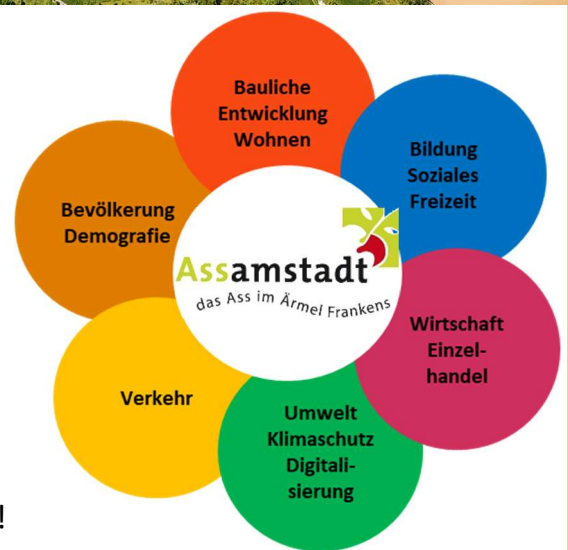 Bauliche
Entwicklung
Wohnen
Bildung
Soziales
Freizeit
Bevölkerung
Demografie
Assamstadt
das Ass im Ärmel Frankens
Wirtschaft
Einzel-
handel
Verkehr
Umwelt
Klimaschutz
Digitali-
sierung
!